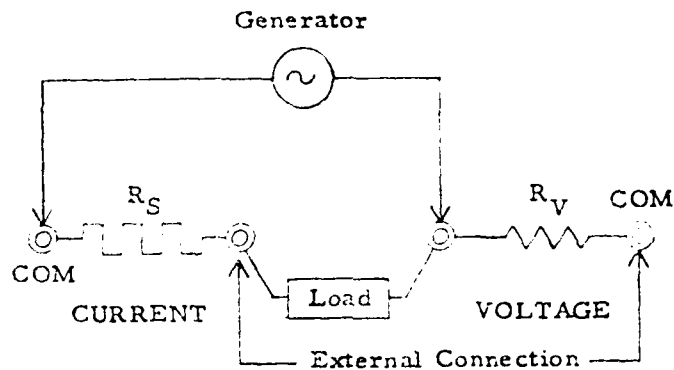 Generator
R_S
R_V
COM
COM
Load
CURRENT
VOLTAGE
External Connection